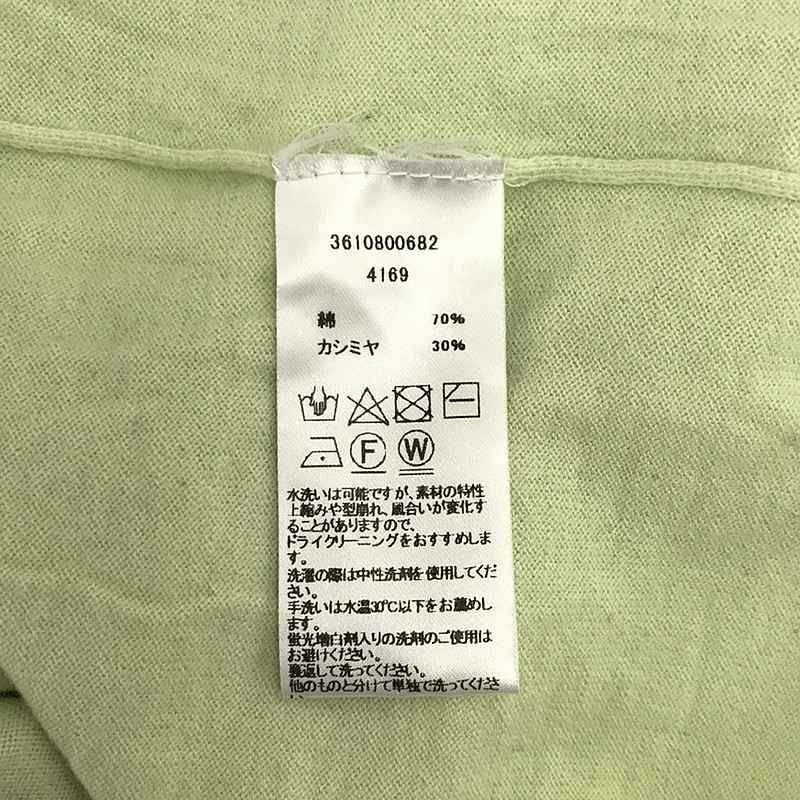 3610800682
4169
綿 70%
カシミヤ 30%
F W
水洗いは可能ですが、素材の特性
上縮みや型崩れ、風合いが変化す
ることがありますので、
ドライクリーニングをおすすめしま
す。
洗濯の際は中性洗剤を使用してくだ
さい。
手洗いは水温30℃以下をお薦めし
ます。
蛍光増白剤入りの洗剤のご使用は
お避けください。
裏返して洗ってください。
他のものと分けて単独で洗ってくださ